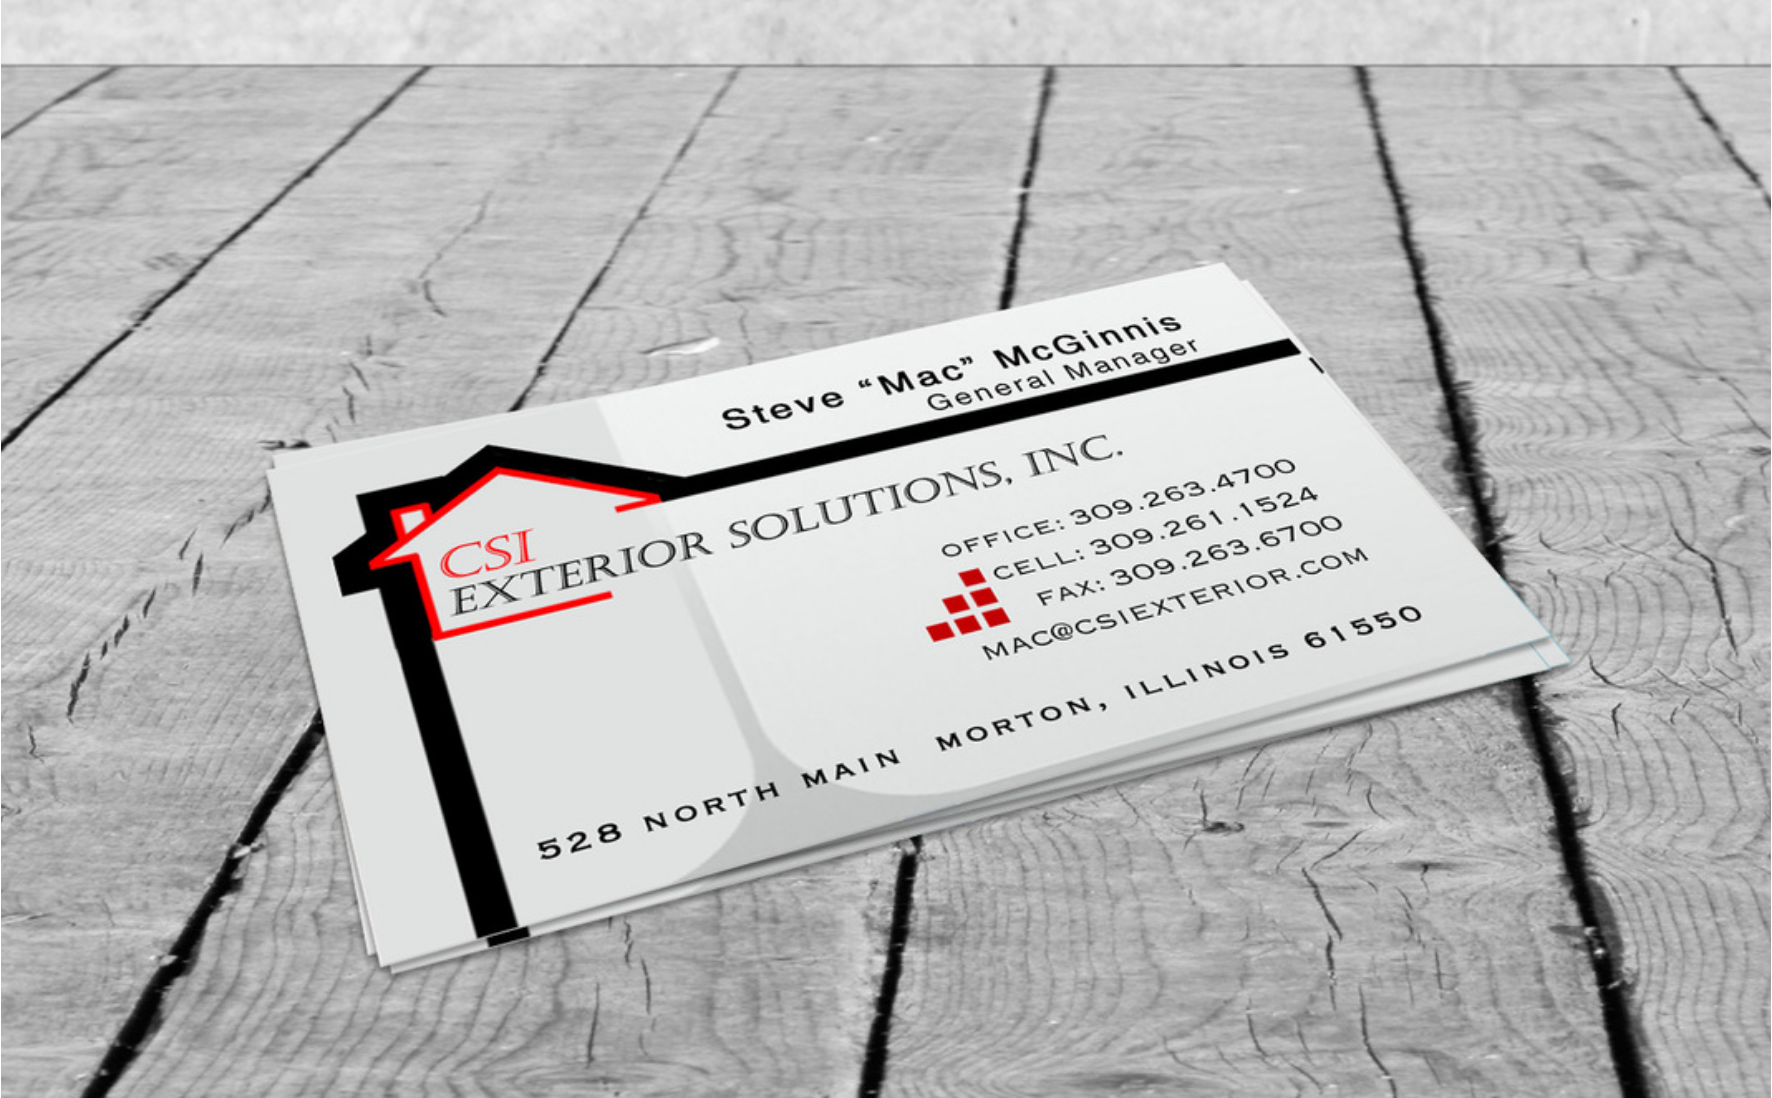 Steve “Mac” McGinnis
General Manager
CSI
EXTERIOR SOLUTIONS, INC.
OFFICE: 309.263.4700
CELL: 309.261.1524
FAX: 309.263.6700
MAC@CSIEXTERIOR.COM
528 NORTH MAIN MORTON, ILLINOIS 61550